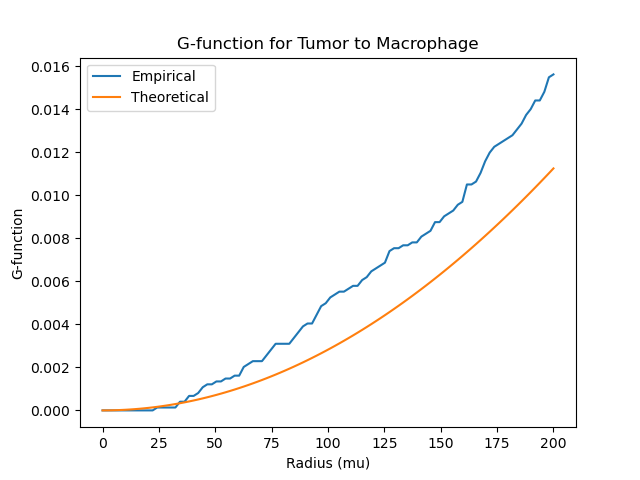 G-function for Tumor to Macrophage
Empirical
Theoretical
0.016
0.014
0.012
0.010
0.008
0.006
0.004
0.002
0.000
G-function
0 25 50 75 100 125 150 175 200
Radius (mu)